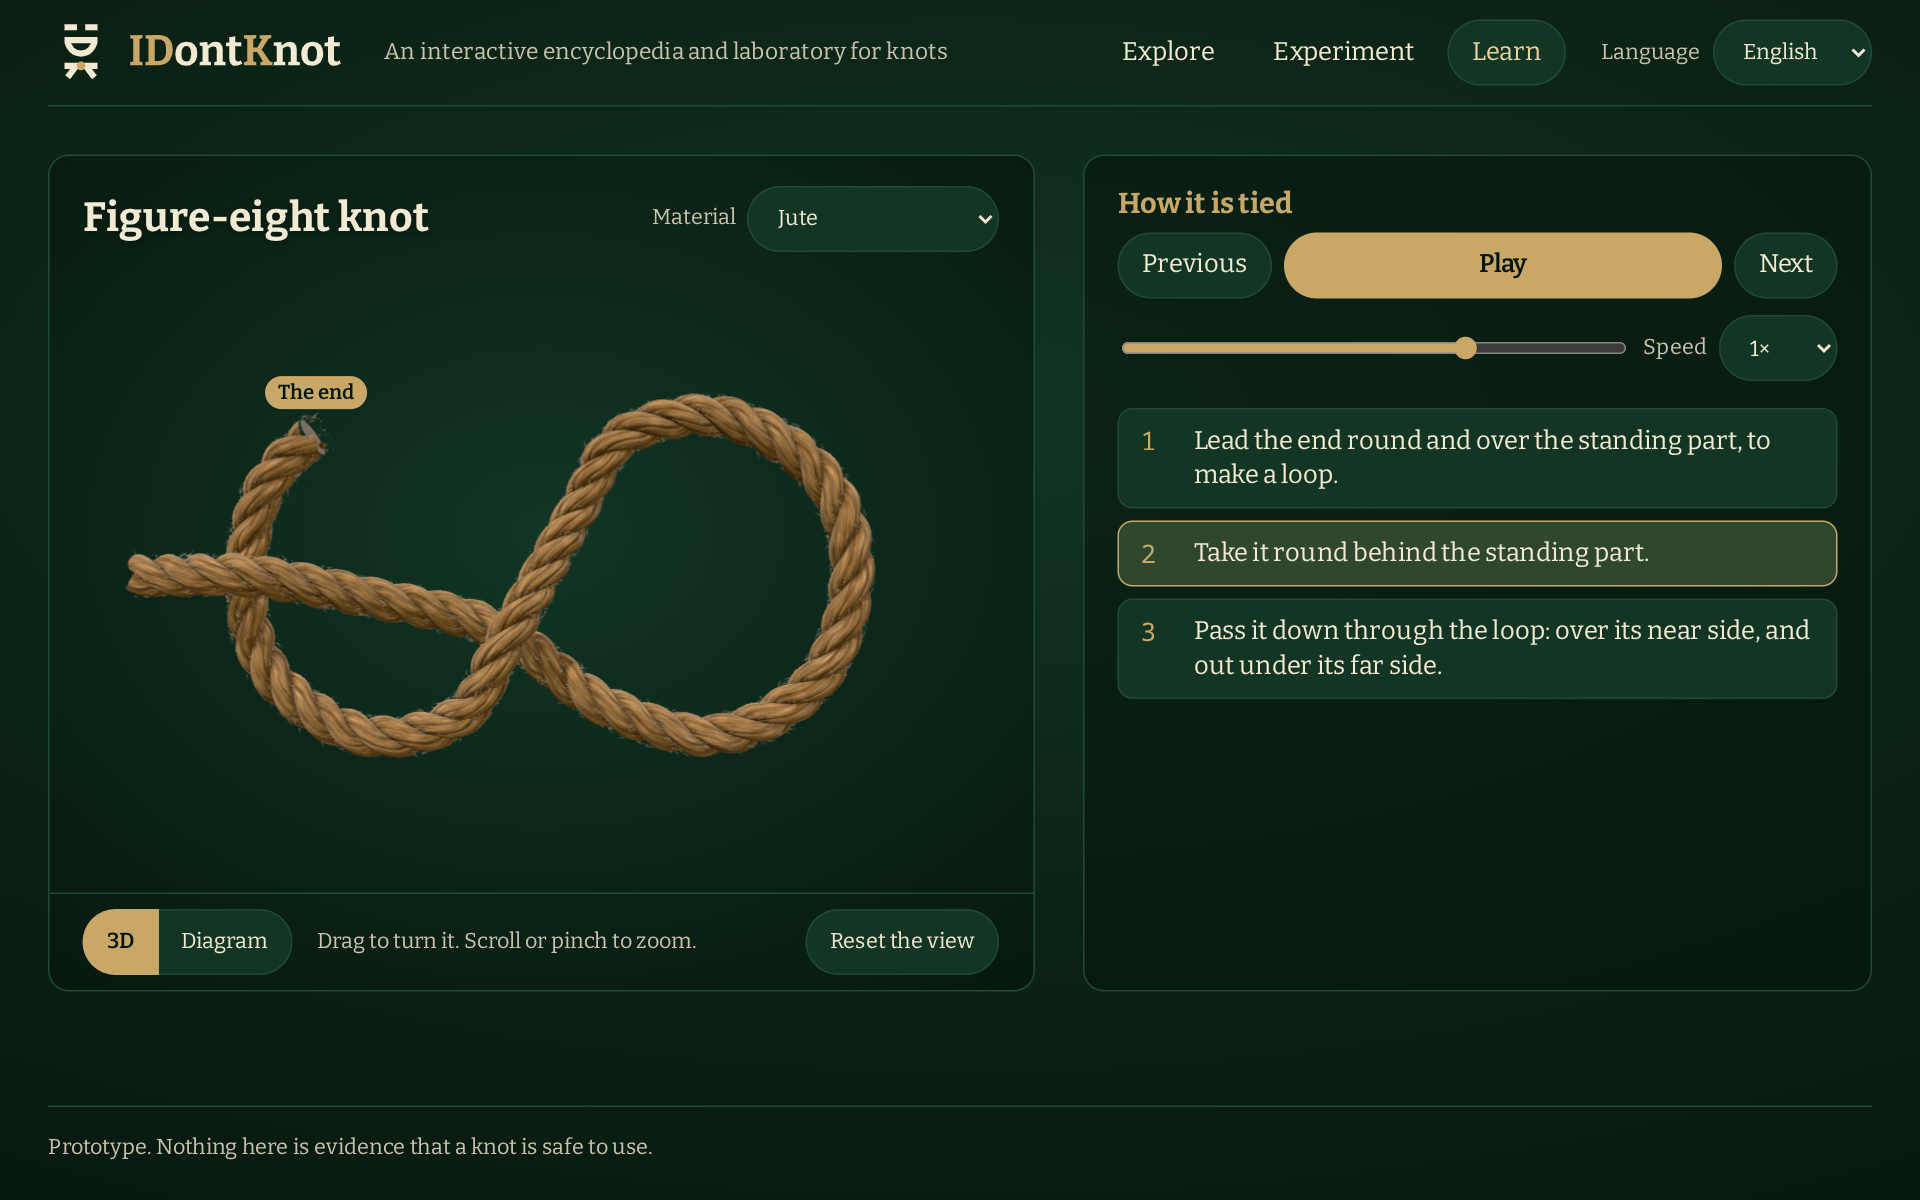 IDontKnot
An interactive encyclopedia and laboratory for knots
Explore
Experiment
Learn
Language
English
Figure-eight knot
Material
Jute
The end
3D
Diagram
Drag to turn it. Scroll or pinch to zoom.
Reset the view
How it is tied
Previous
Play
Next
Speed
1×
1
Lead the end round and over the standing part, to
make a loop.
2
Take it round behind the standing part.
3
Pass it down through the loop: over its near side, and
out under its far side.
Prototype. Nothing here is evidence that a knot is safe to use.